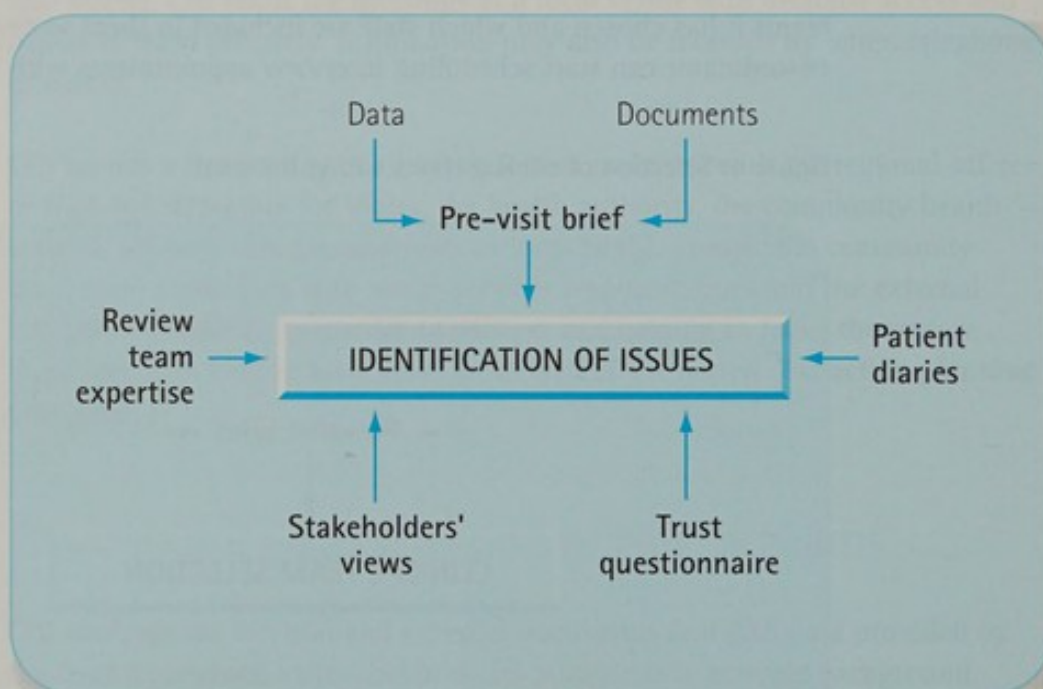 Data
Documents
Pre-visit brief
Review
team
expertise
IDENTIFICATION OF ISSUES
Patient
diaries
Stakeholders'
views
Trust
questionnaire